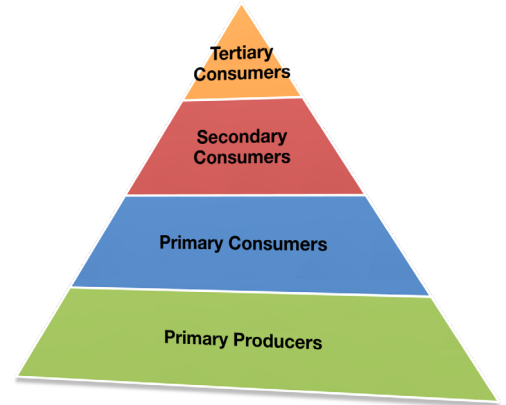 Tertiary
Consumers
Secondary
Consumers
Primary Consumers
Primary Producers